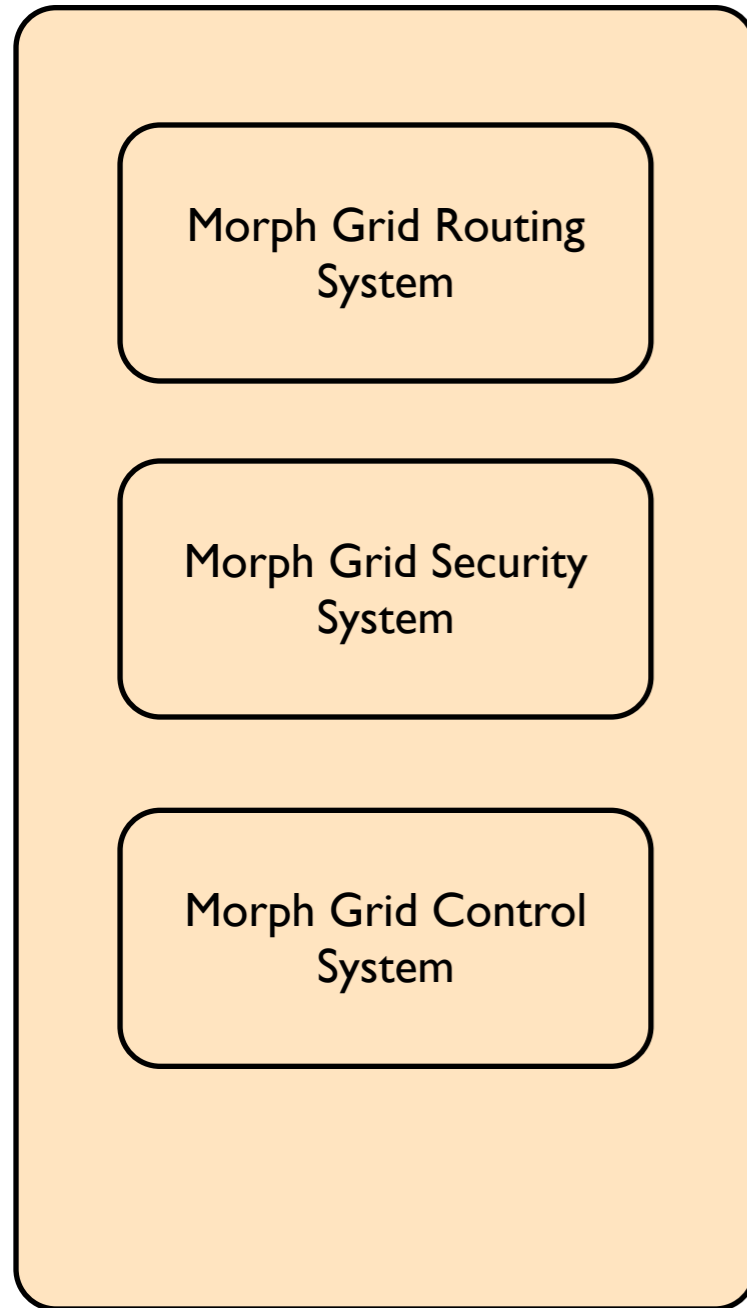 Morph Grid Routing
System
Morph Grid Security
System
Morph Grid Control
System